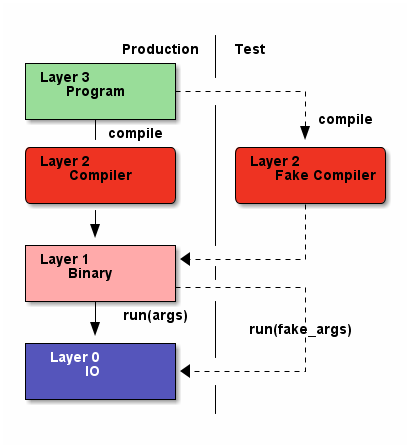 Production
Test
Layer 3
Program
compile
compile
Layer 2
Compiler
Layer 2
Fake Compiler
Layer 1
Binary
run(args)
run(fake_args)
Layer 0
IO